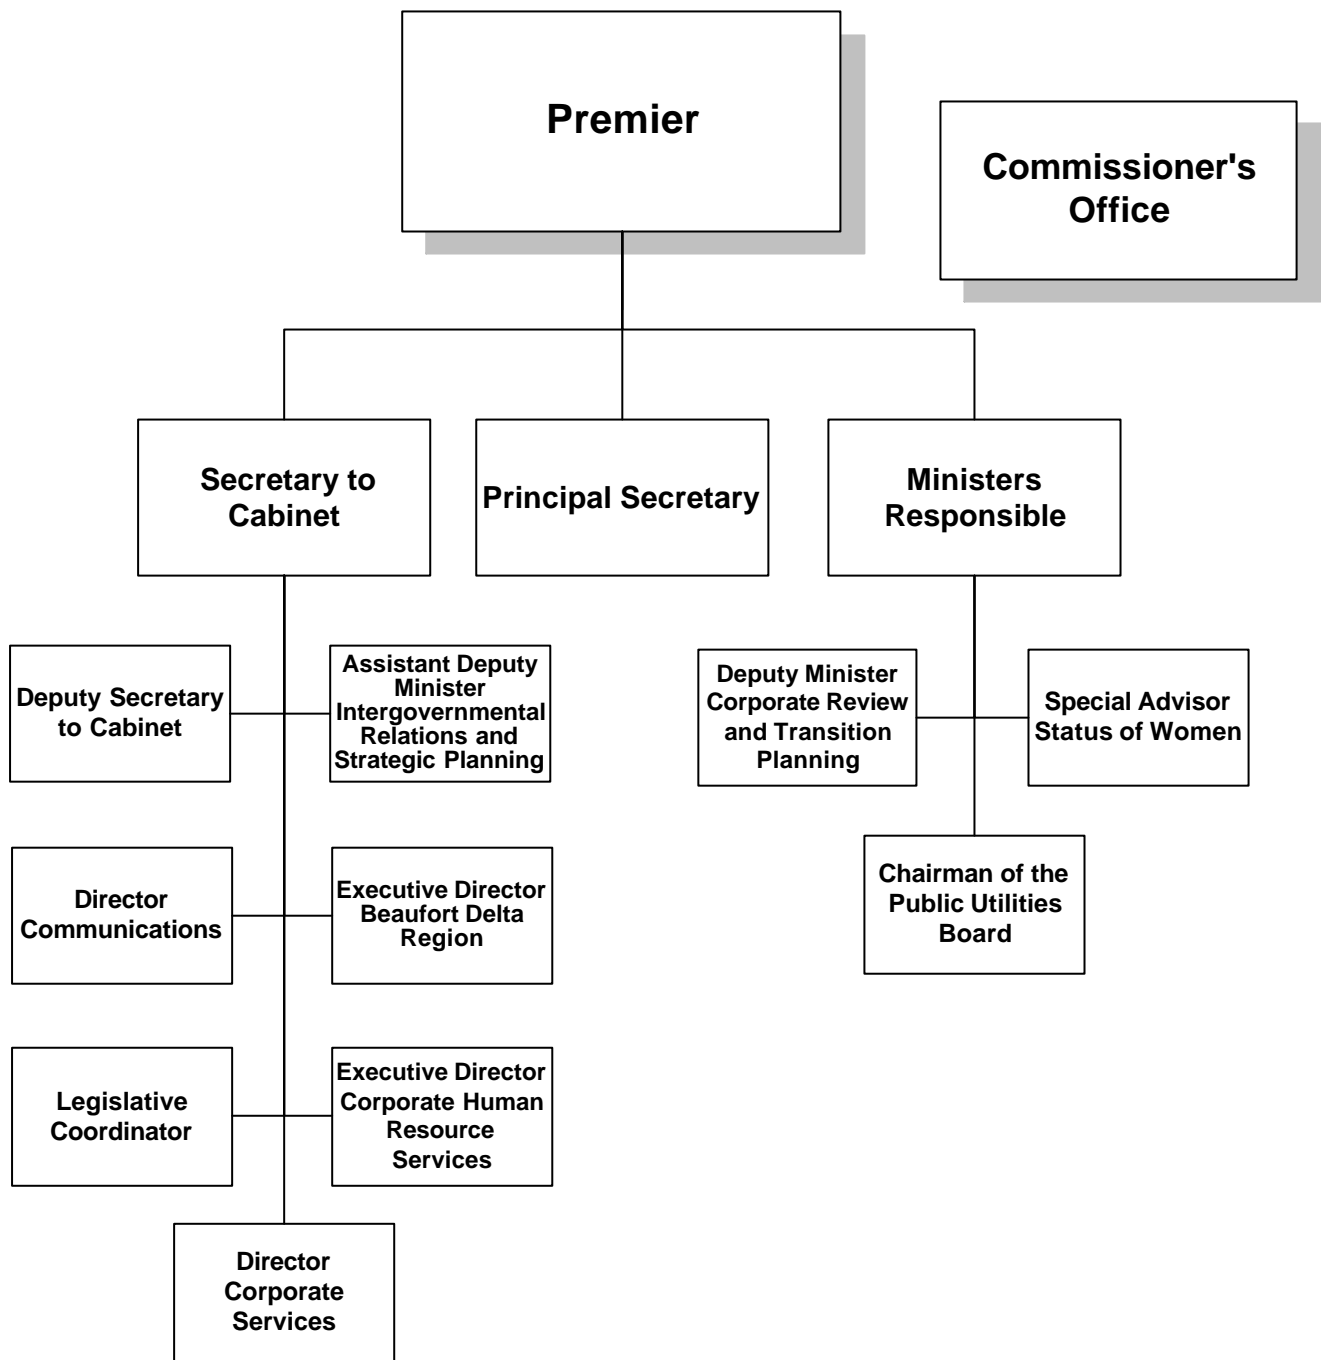 Premier
Commissioner's
Office
Secretary to
Cabinet
Principal Secretary
Ministers
Responsible
Deputy Secretary
to Cabinet
Assistant Deputy
Minister
Intergovernmental
Relations and
Strategic Planning
Deputy Minister
Corporate Review
and Transition
Planning
Special Advisor
Status of Women
Director
Communications
Executive Director
Beaufort Delta
Region
Chairman of the
Public Utilities
Board
Legislative
Coordinator
Executive Director
Corporate Human
Resource
Services
Director
Corporate
Services